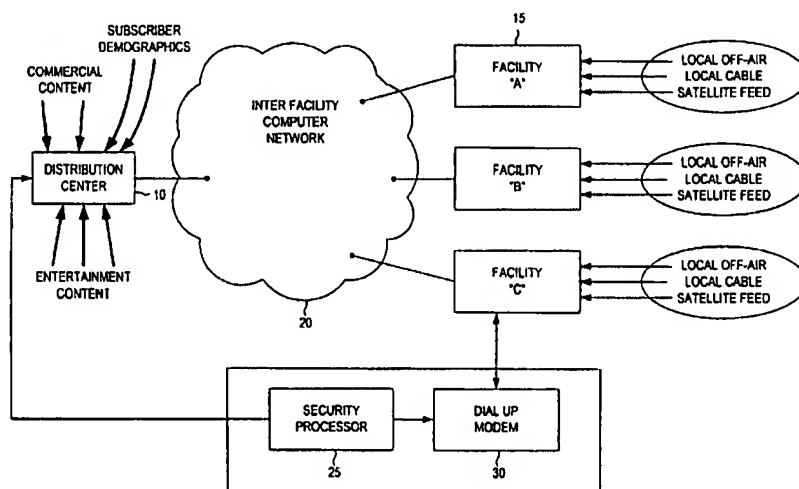 SUBSCRIBER
DEMOGRAPHICS
COMMERCIAL
CONTENT
DISTRIBUTION
CENTER
10
ENTERTAINMENT
CONTENT
INTER FACILITY
COMPUTER
NETWORK
20
15
FACILITY
"A"
LOCAL OFF-AIR
LOCAL CABLE
SATELLITE FEED
FACILITY
"B"
LOCAL OFF-AIR
LOCAL CABLE
SATELLITE FEED
FACILITY
"C"
LOCAL OFF-AIR
LOCAL CABLE
SATELLITE FEED
SECURITY
PROCESSOR
25
DIAL UP
MODEM
30